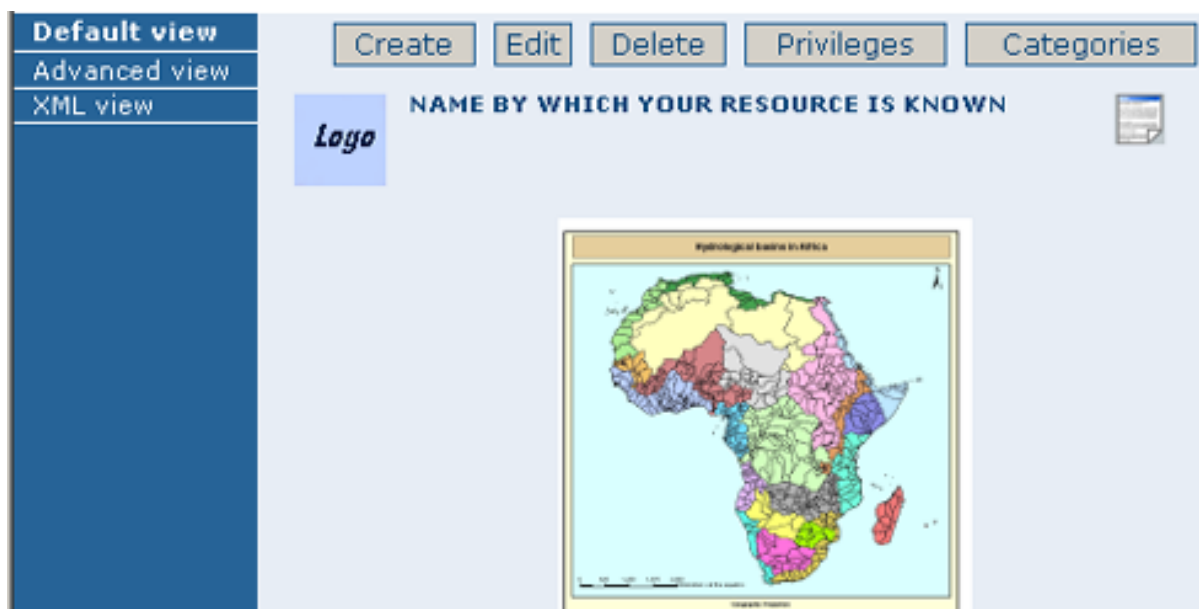 Default view
Advanced view
XML view
Create Edit Delete Privileges Categories
Logo
NAME BY WHICH YOUR RESOURCE IS KNOWN
Hydrological basins in Africa